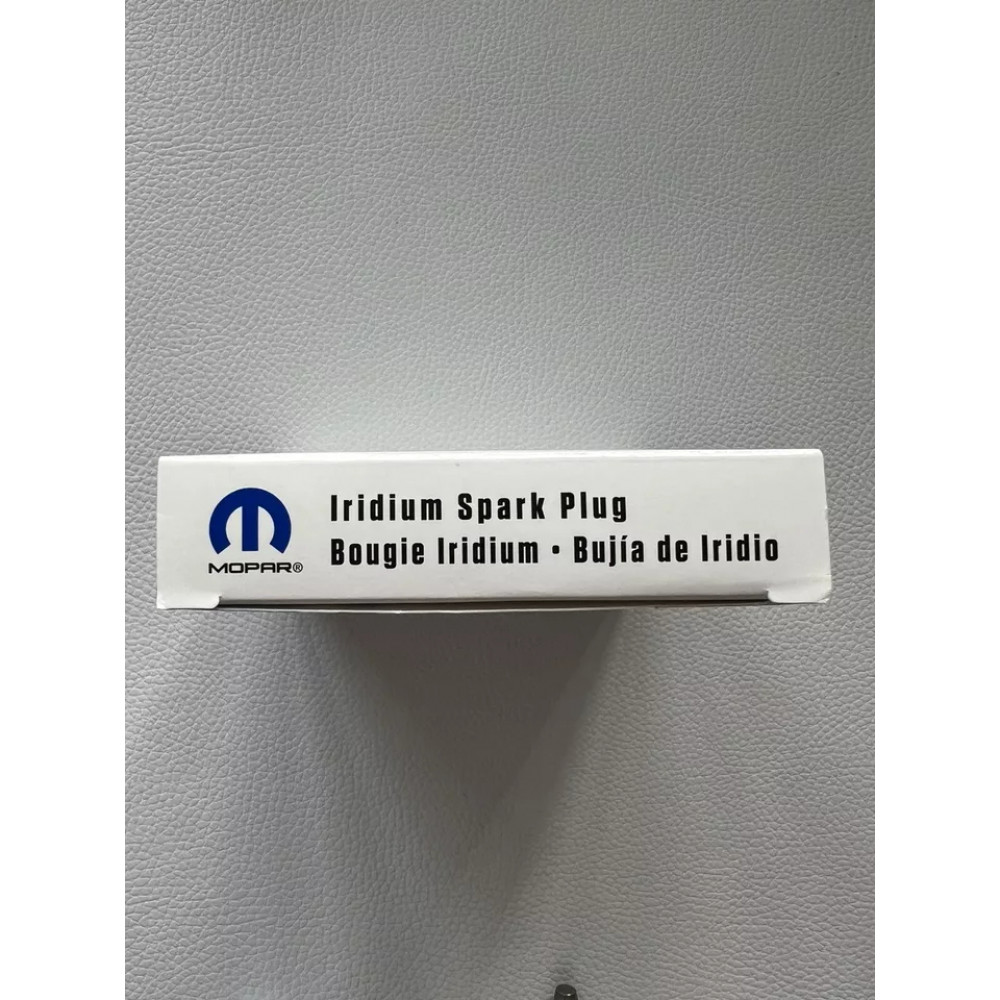 Iridium Spark Plug
Bougie Iridium • Bujía de Iridio
MOPAR®